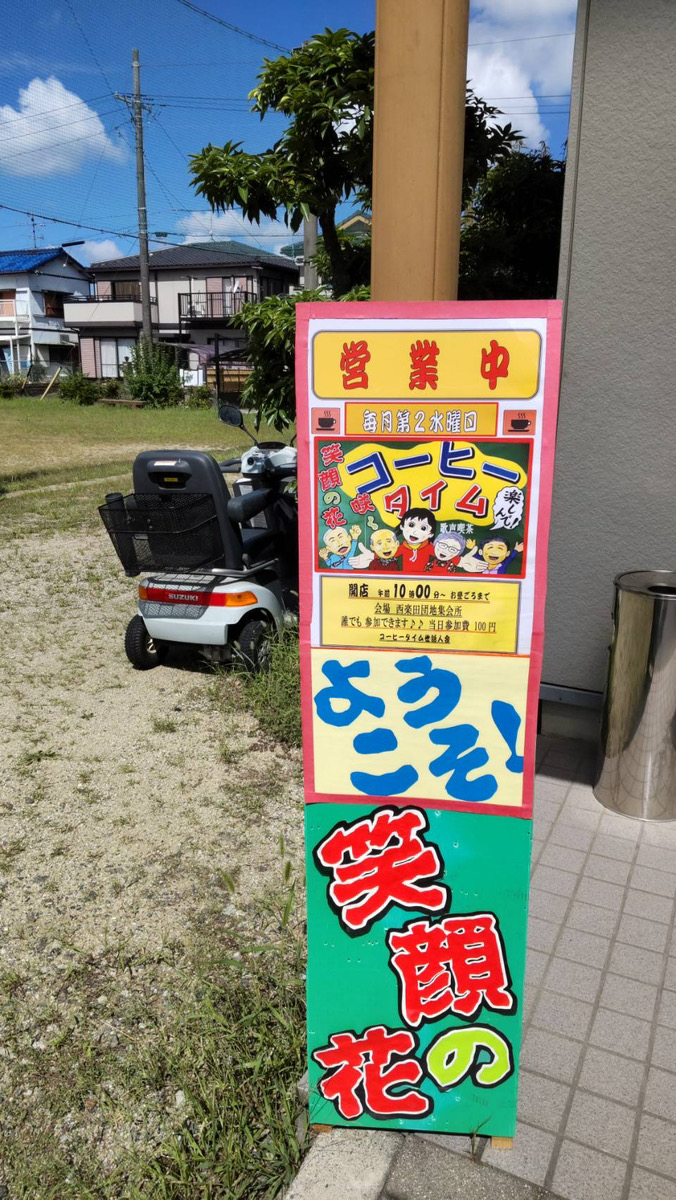 営業中
毎月第2水曜日
笑顔の花
咲く
コーヒー
タイム
楽しんで!
歌声喫茶
開店 午前10時00分~お昼ごろまで
会場 西楽田団地集会所
誰でも参加できます♪♪当日参加費100円
コーヒータイム世話人会
ようこそ!
笑顔の花
SUZUKI